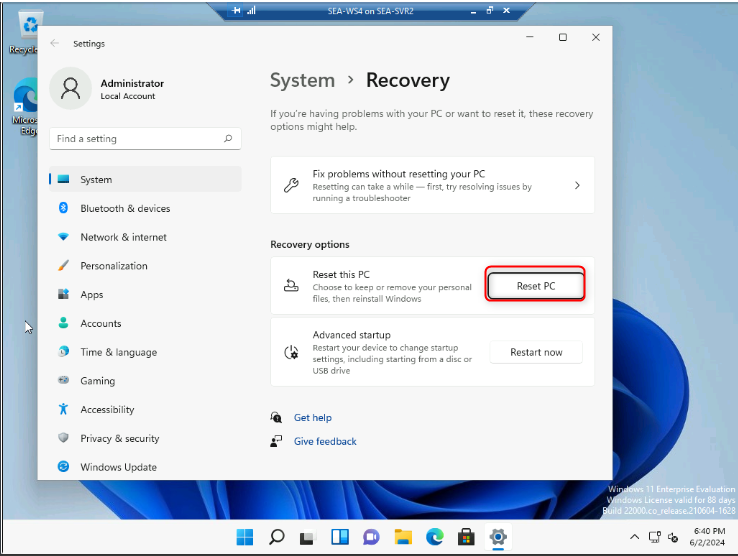 SEA-WS4 on SEA-SVR2
Settings
Administrator
Local Account
Find a setting
System
Bluetooth & devices
Network & internet
Personalization
Apps
Accounts
Time & language
Gaming
Accessibility
Privacy & security
Windows Update
System > Recovery
If you're having problems with your PC or want to reset it, these recovery
options might help.
Fix problems without resetting your PC
Resetting can take a while — first, try resolving issues by
running a troubleshooter
Recovery options
Reset this PC
Choose to keep or remove your personal
files, then reinstall Windows
Reset PC
Advanced startup
Restart your device to change startup
settings, including starting from a disc or
USB drive
Restart now
Get help
Give feedback
Recycle
Micros
Edge
Windows 11 Enterprise Evaluation
Windows License valid for 88 days
Build 22000.co_release.210604-1628
6:40 PM
6/2/2024